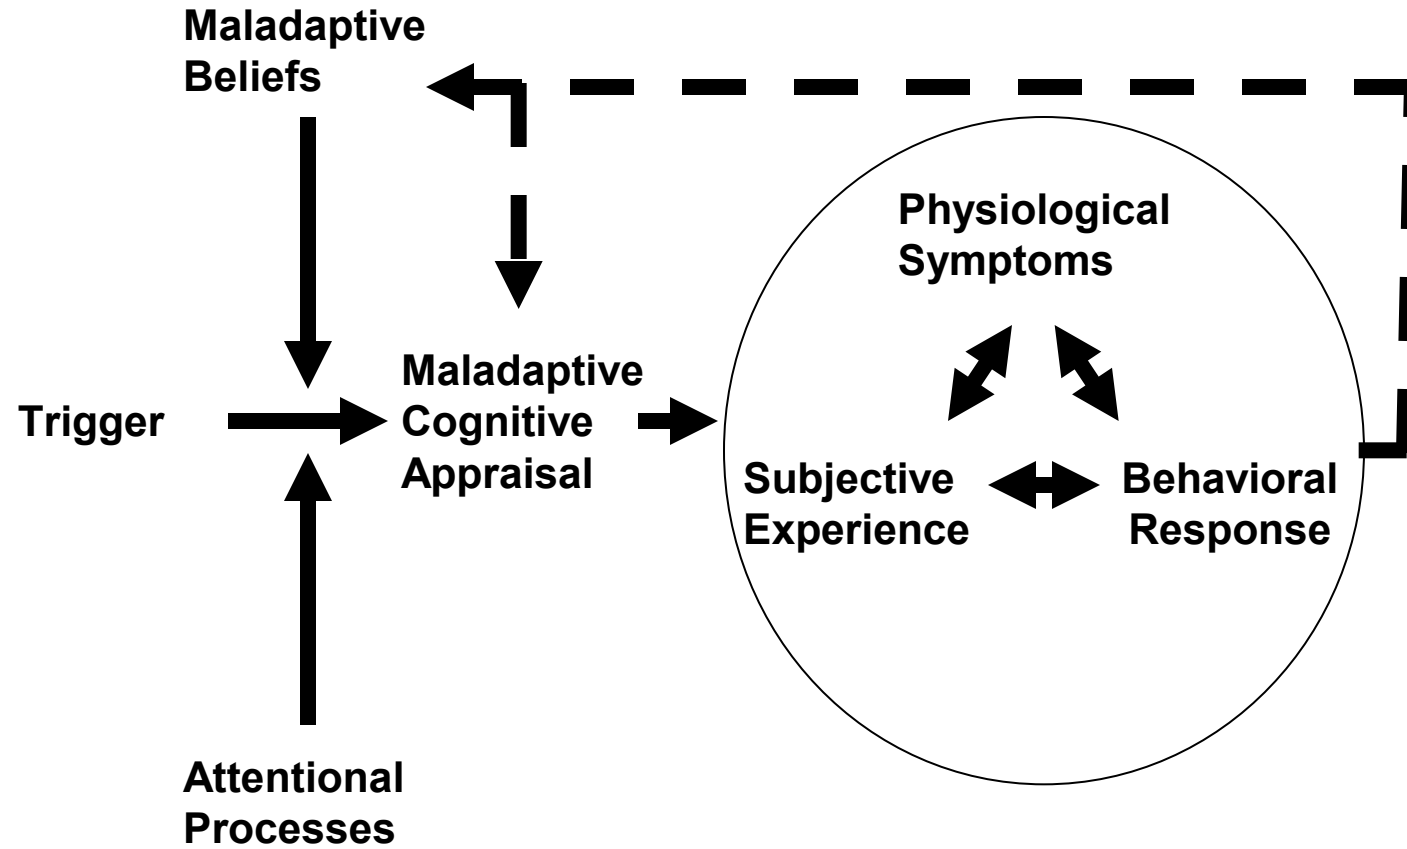 Maladaptive
Beliefs
Physiological
Symptoms
Trigger
Maladaptive
Cognitive
Appraisal
Subjective
Experience
Behavioral
Response
Attentional
Processes